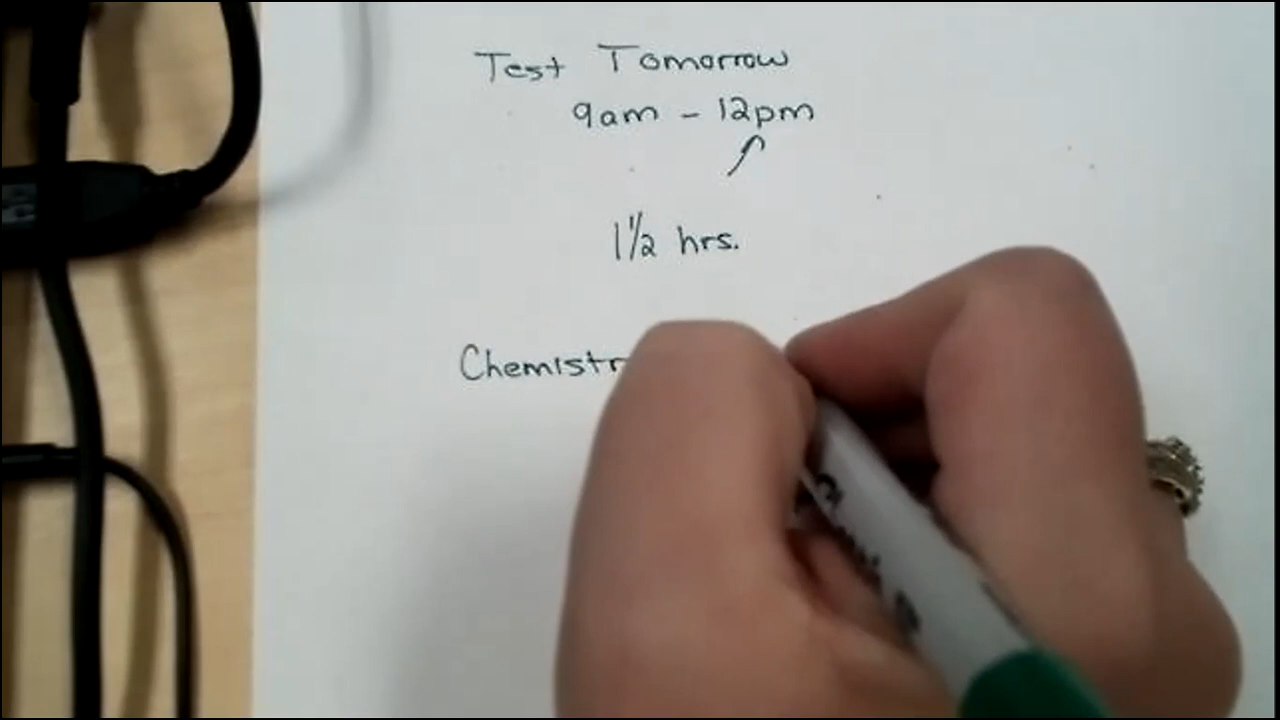 Test Tomorrow
9am - 12pm
1½ hrs.
Chemistr